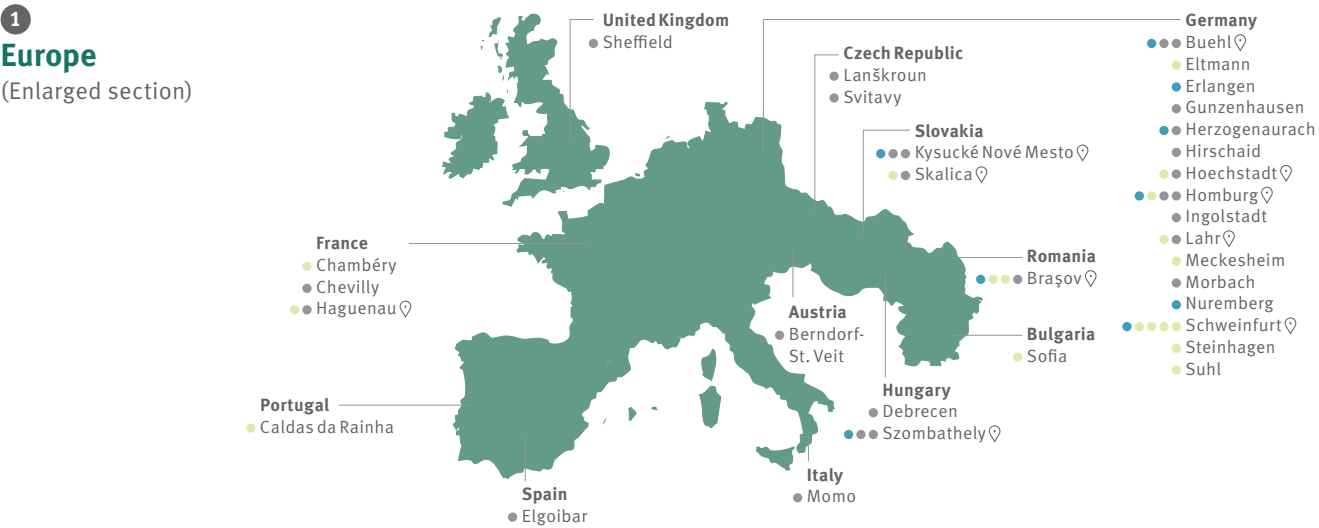 1
Europe
(Enlarged section)
United Kingdom
Sheffield
Czech Republic
Lanškroun
Svitavy
Slovakia
Kysucké Nové Mesto
Skalica
Germany
Buehl
Eltmann
Erlangen
Gunzenhausen
Herzogenaurach
Hirschaid
Hoechstadt
Homburg
Ingolstadt
Lahr
Meckesheim
Morbach
Nuremberg
Schweinfurt
Steinhagen
Suhl
France
Chambéry
Chevilly
Haguenau
Romania
Braşov
Austria
Berndorf-
St. Veit
Bulgaria
Sofia
Portugal
Caldas da Rainha
Hungary
Debrecen
Szombathely
Italy
Momo
Spain
Elgoibar